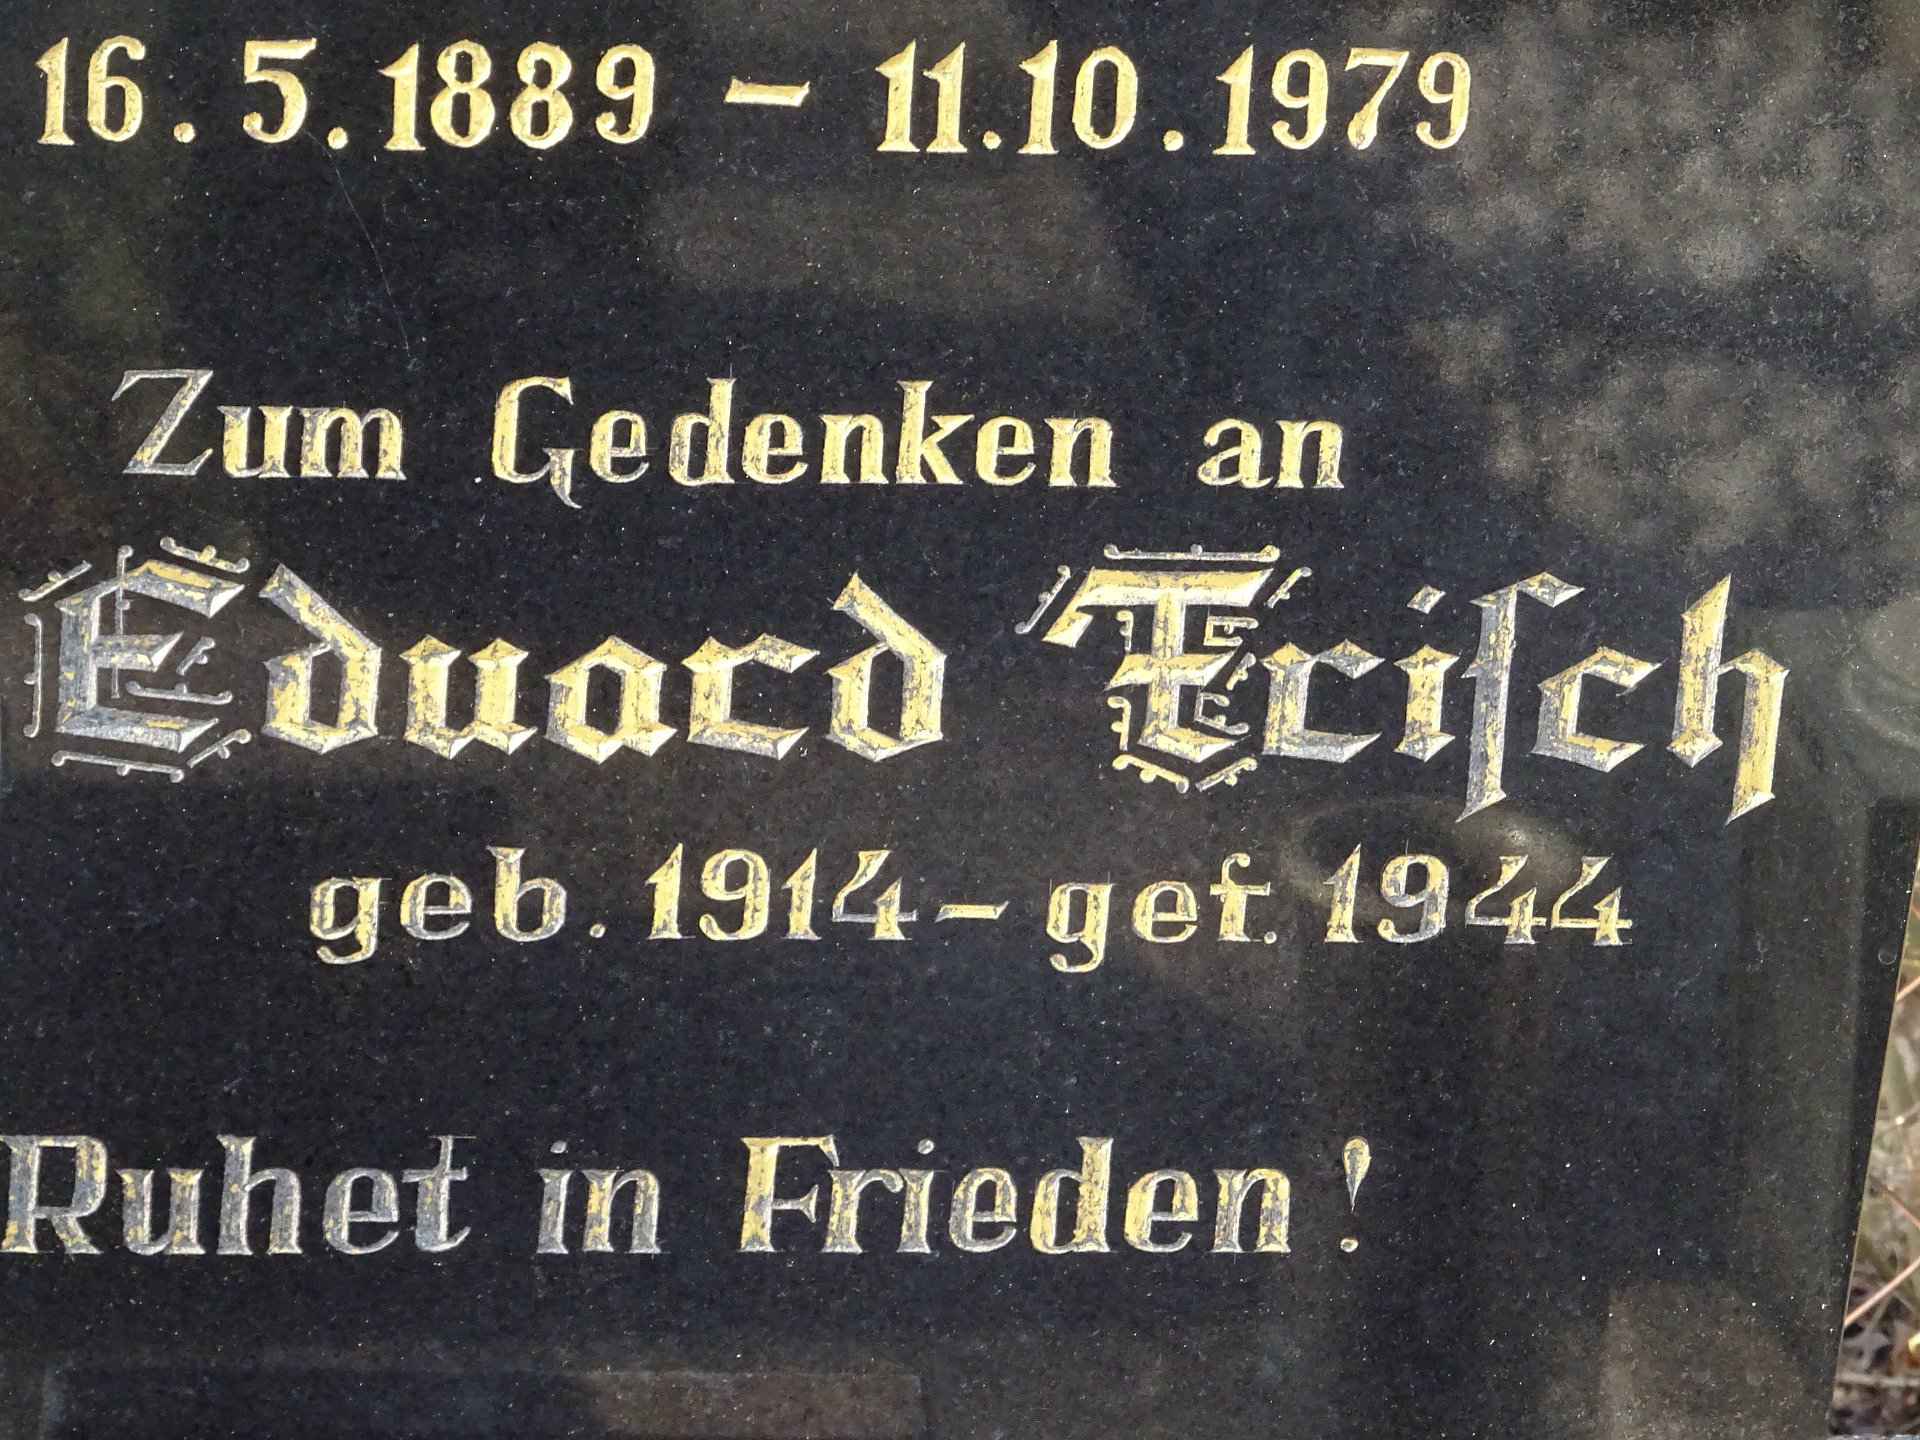 16.5.1889 – 11.10.1979
Zum Gedenken an
Eduard Triſch
geb. 1914 – gef. 1944
Ruhet in Frieden!